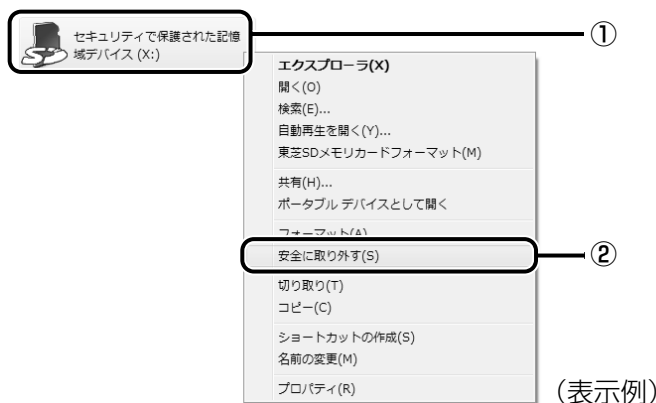 セキュリティで保護された記憶
域デバイス (X:)
①
エクスプローラ(X)
開く(O)
検索(E)...
自動再生を開く(Y)...
東芝SDメモリカードフォーマット(M)
共有(H)...
ポータブル デバイスとして開く
フォーマット(A)
安全に取り外す(S)
②
切り取り(T)
コピー(C)
ショートカットの作成(S)
名前の変更(M)
プロパティ(R)
（表示例）